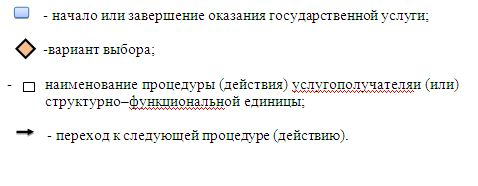 - начало или завершение оказания государственной услуги;
-вариант выбора;
- наименование процедуры (действия) услугополучателяи (или)
структурно–функциональной единицы;
- переход к следующей процедуре (действию).